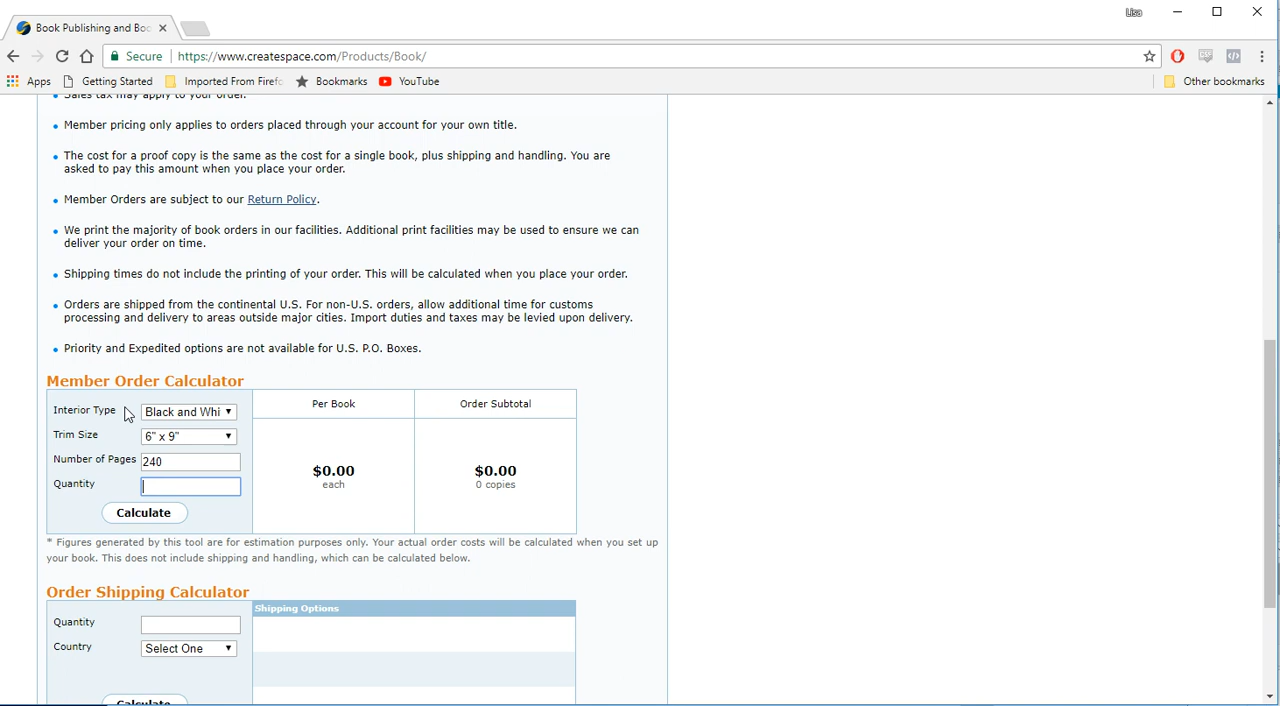 Lisa
Book Publishing and Boo
Secure
https://www.createspace.com/Products/Book/
Apps
Getting Started
Imported From Firefo
Bookmarks
YouTube
Other bookmarks
Sales tax may apply to your order.
Member pricing only applies to orders placed through your account for your own title.
The cost for a proof copy is the same as the cost for a single book, plus shipping and handling. You are
asked to pay this amount when you place your order.
Member Orders are subject to our Return Policy.
We print the majority of book orders in our facilities. Additional print facilities may be used to ensure we can
deliver your order on time.
Shipping times do not include the printing of your order. This will be calculated when you place your order.
Orders are shipped from the continental U.S. For non-U.S. orders, allow additional time for customs
processing and delivery to areas outside major cities. Import duties and taxes may be levied upon delivery.
Priority and Expedited options are not available for U.S. P.O. Boxes.
Member Order Calculator
Interior Type Black and Whi
Trim Size 6" x 9"
Number of Pages 240
Quantity
Calculate
Per Book
$0.00
each
Order Subtotal
$0.00
0 copies
* Figures generated by this tool are for estimation purposes only. Your actual order costs will be calculated when you set up
your book. This does not include shipping and handling, which can be calculated below.
Order Shipping Calculator
Quantity
Country Select One
Shipping Options
Calculate